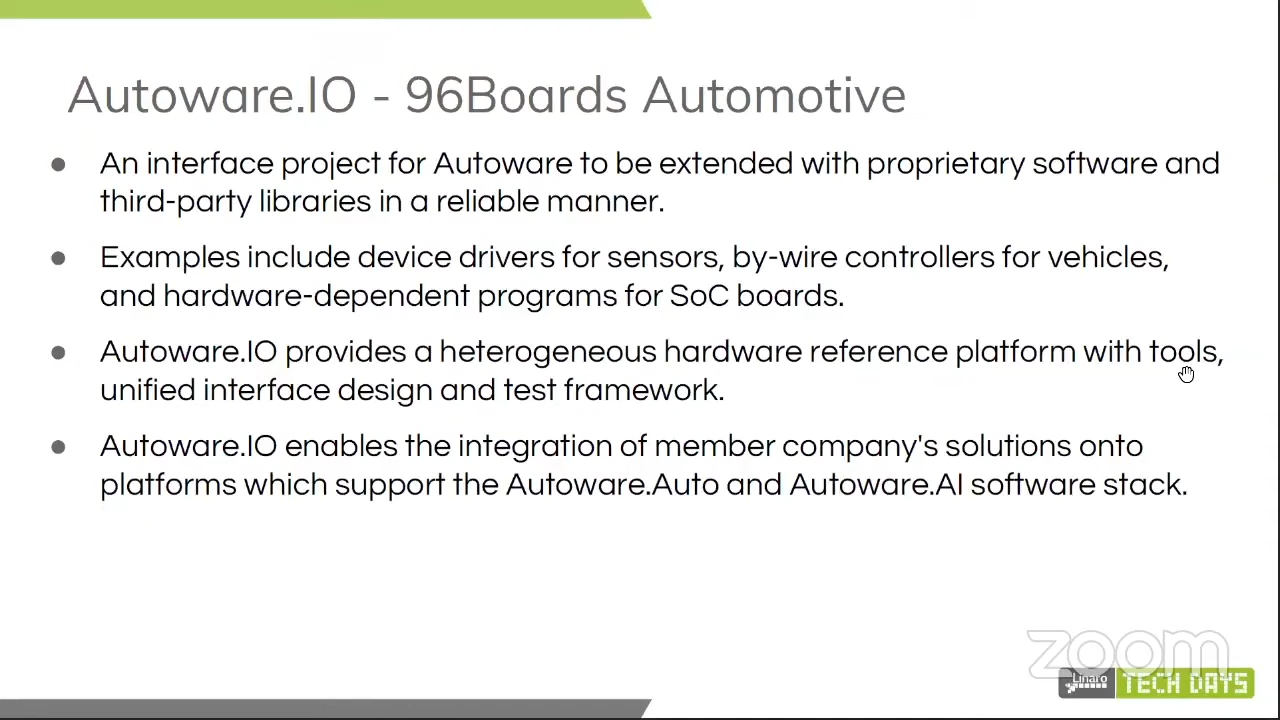 Autoware.IO - 96Boards Automotive
● An interface project for Autoware to be extended with proprietary software and
third-party libraries in a reliable manner.
● Examples include device drivers for sensors, by-wire controllers for vehicles,
and hardware-dependent programs for SoC boards.
● Autoware.IO provides a heterogeneous hardware reference platform with tools,
unified interface design and test framework.
● Autoware.IO enables the integration of member company's solutions onto
platforms which support the Autoware.Auto and Autoware.AI software stack.
zoom
Linaro TECH DAYS